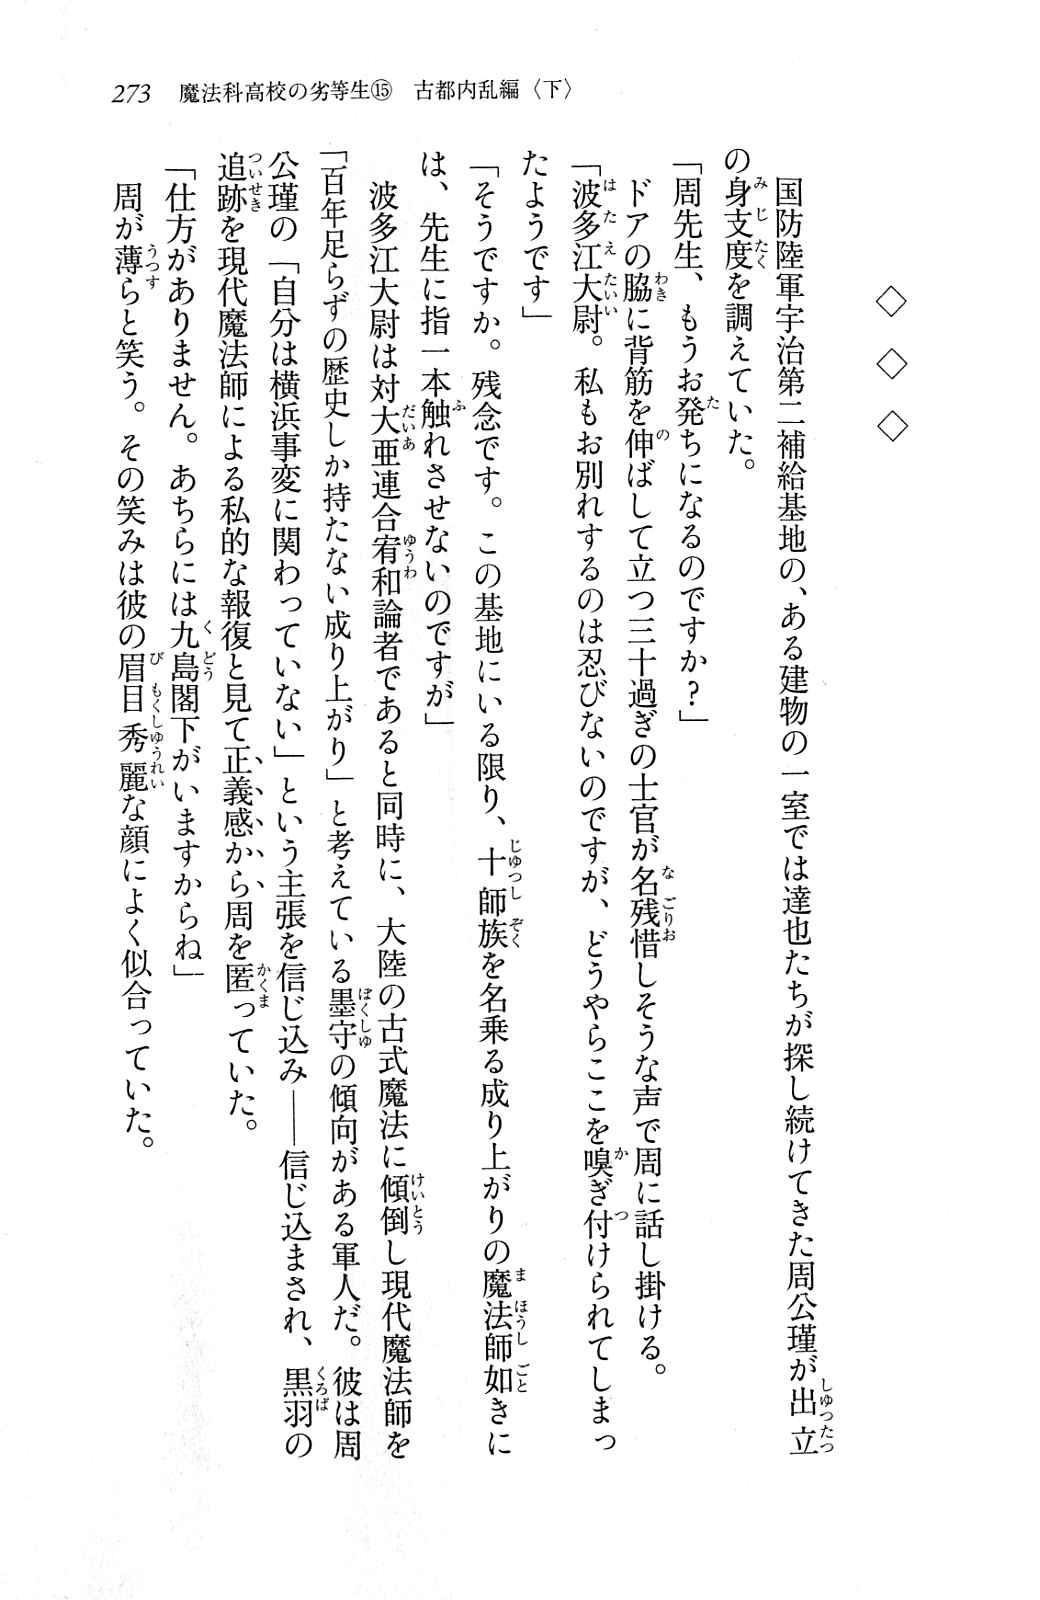 273　魔法科高校の劣等生⑮　古都内乱編〈下〉
◇　◇　◇
　国防陸軍宇治第二補給基地の、ある建物の一室では達也たちが探し続けてきた周公瑾が出立
の身支度を調えていた。
「周先生、もうお発ちになるのですか？」
　ドアの脇に背筋を伸ばして立つ三十過ぎの士官が名残惜しそうな声で周に話し掛ける。
「波多江大尉。私もお別れするのは忍びないのですが、どうやらここを嗅ぎ付けられてしまっ
たようです」
「そうですか。残念です。この基地にいる限り、十師族を名乗る成り上がりの魔法師如きに
は、先生に指一本触れさせないのですが」
　波多江大尉は対大亜連合宥和論者であると同時に、大陸の古式魔法に傾倒し現代魔法師を
「百年足らずの歴史しか持たない成り上がり」と考えている墨守の傾向がある軍人だ。彼は周
公瑾の「自分は横浜事変に関わっていない」という主張を信じ込み――信じ込まされ、黒羽の
追跡を現代魔法師による私的な報復と見て正義感から周を匿っていた。
「仕方がありません。あちらには九島閣下がいますからね」
　周が薄らと笑う。その笑みは彼の眉目秀麗な顔によく似合っていた。